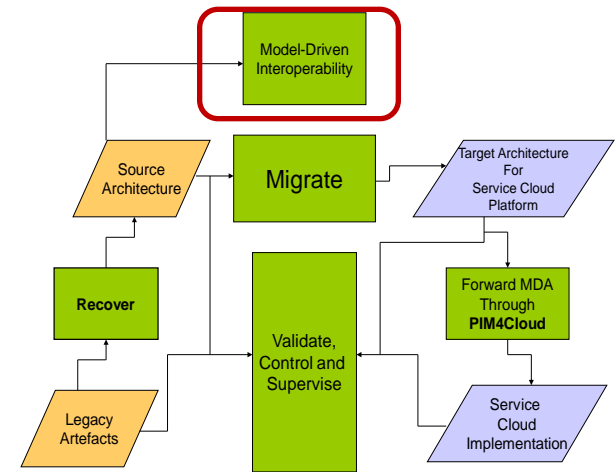 Model-Driven
Interoperability
Source
Architecture
Migrate
Target Architecture
For
Service Cloud
Platform
Recover
Validate,
Control and
Supervise
Forward MDA
Through
PIM4Cloud
Legacy
Artefacts
Service
Cloud
Implementation